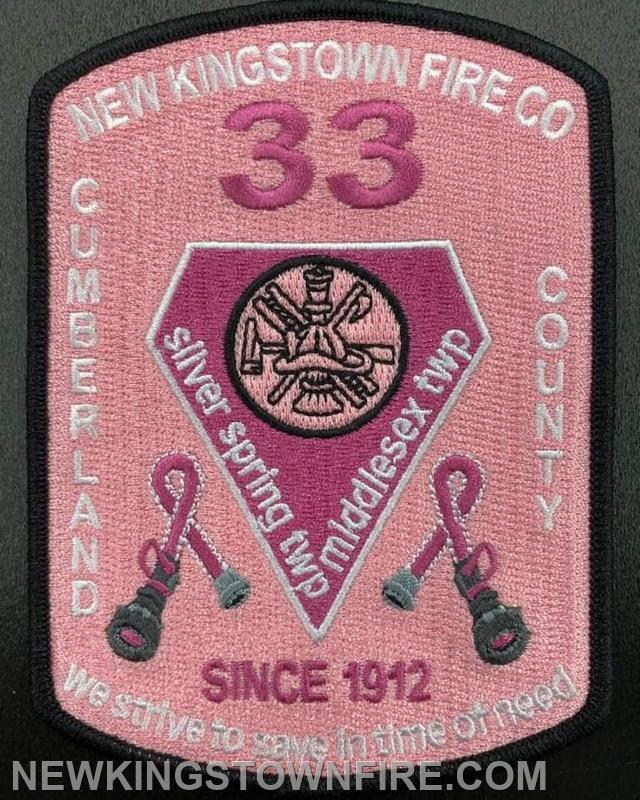 NEW KINGSTOWN FIRE CO
33
CUMBERLAND
COUNTY
silver spring twp
middlesex twp
SINCE 1912
we strive to save in time of need
NEWKINGSTOWNFIRE.COM